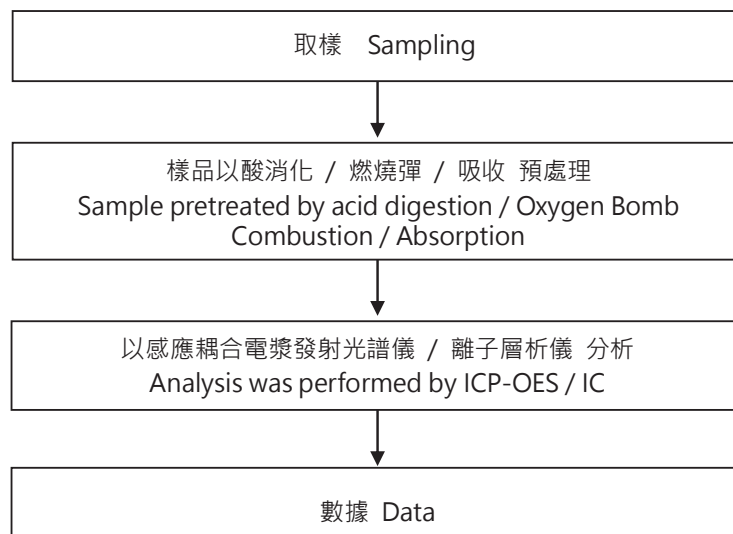 取樣 Sampling
樣品以酸消化 / 燃燒彈 / 吸收 預處理
Sample pretreated by acid digestion / Oxygen Bomb
Combustion / Absorption
以感應耦合電漿發射光譜儀 / 離子層析儀 分析
Analysis was performed by ICP-OES / IC
數據 Data